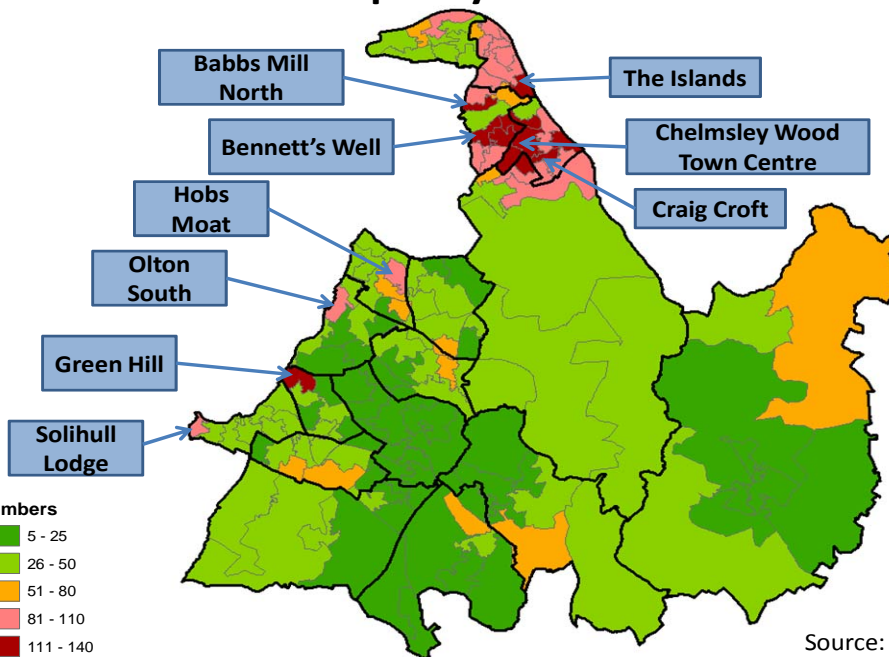 Babbs Mill
North
The Islands
Bennett's Well
Chelmsley Wood
Town Centre
Hobs
Moat
Craig Croft
Olton
South
Green Hill
Solihull
Lodge
mbers
5 - 25
26 - 50
51 - 80
81 - 110
111 - 140
Source: